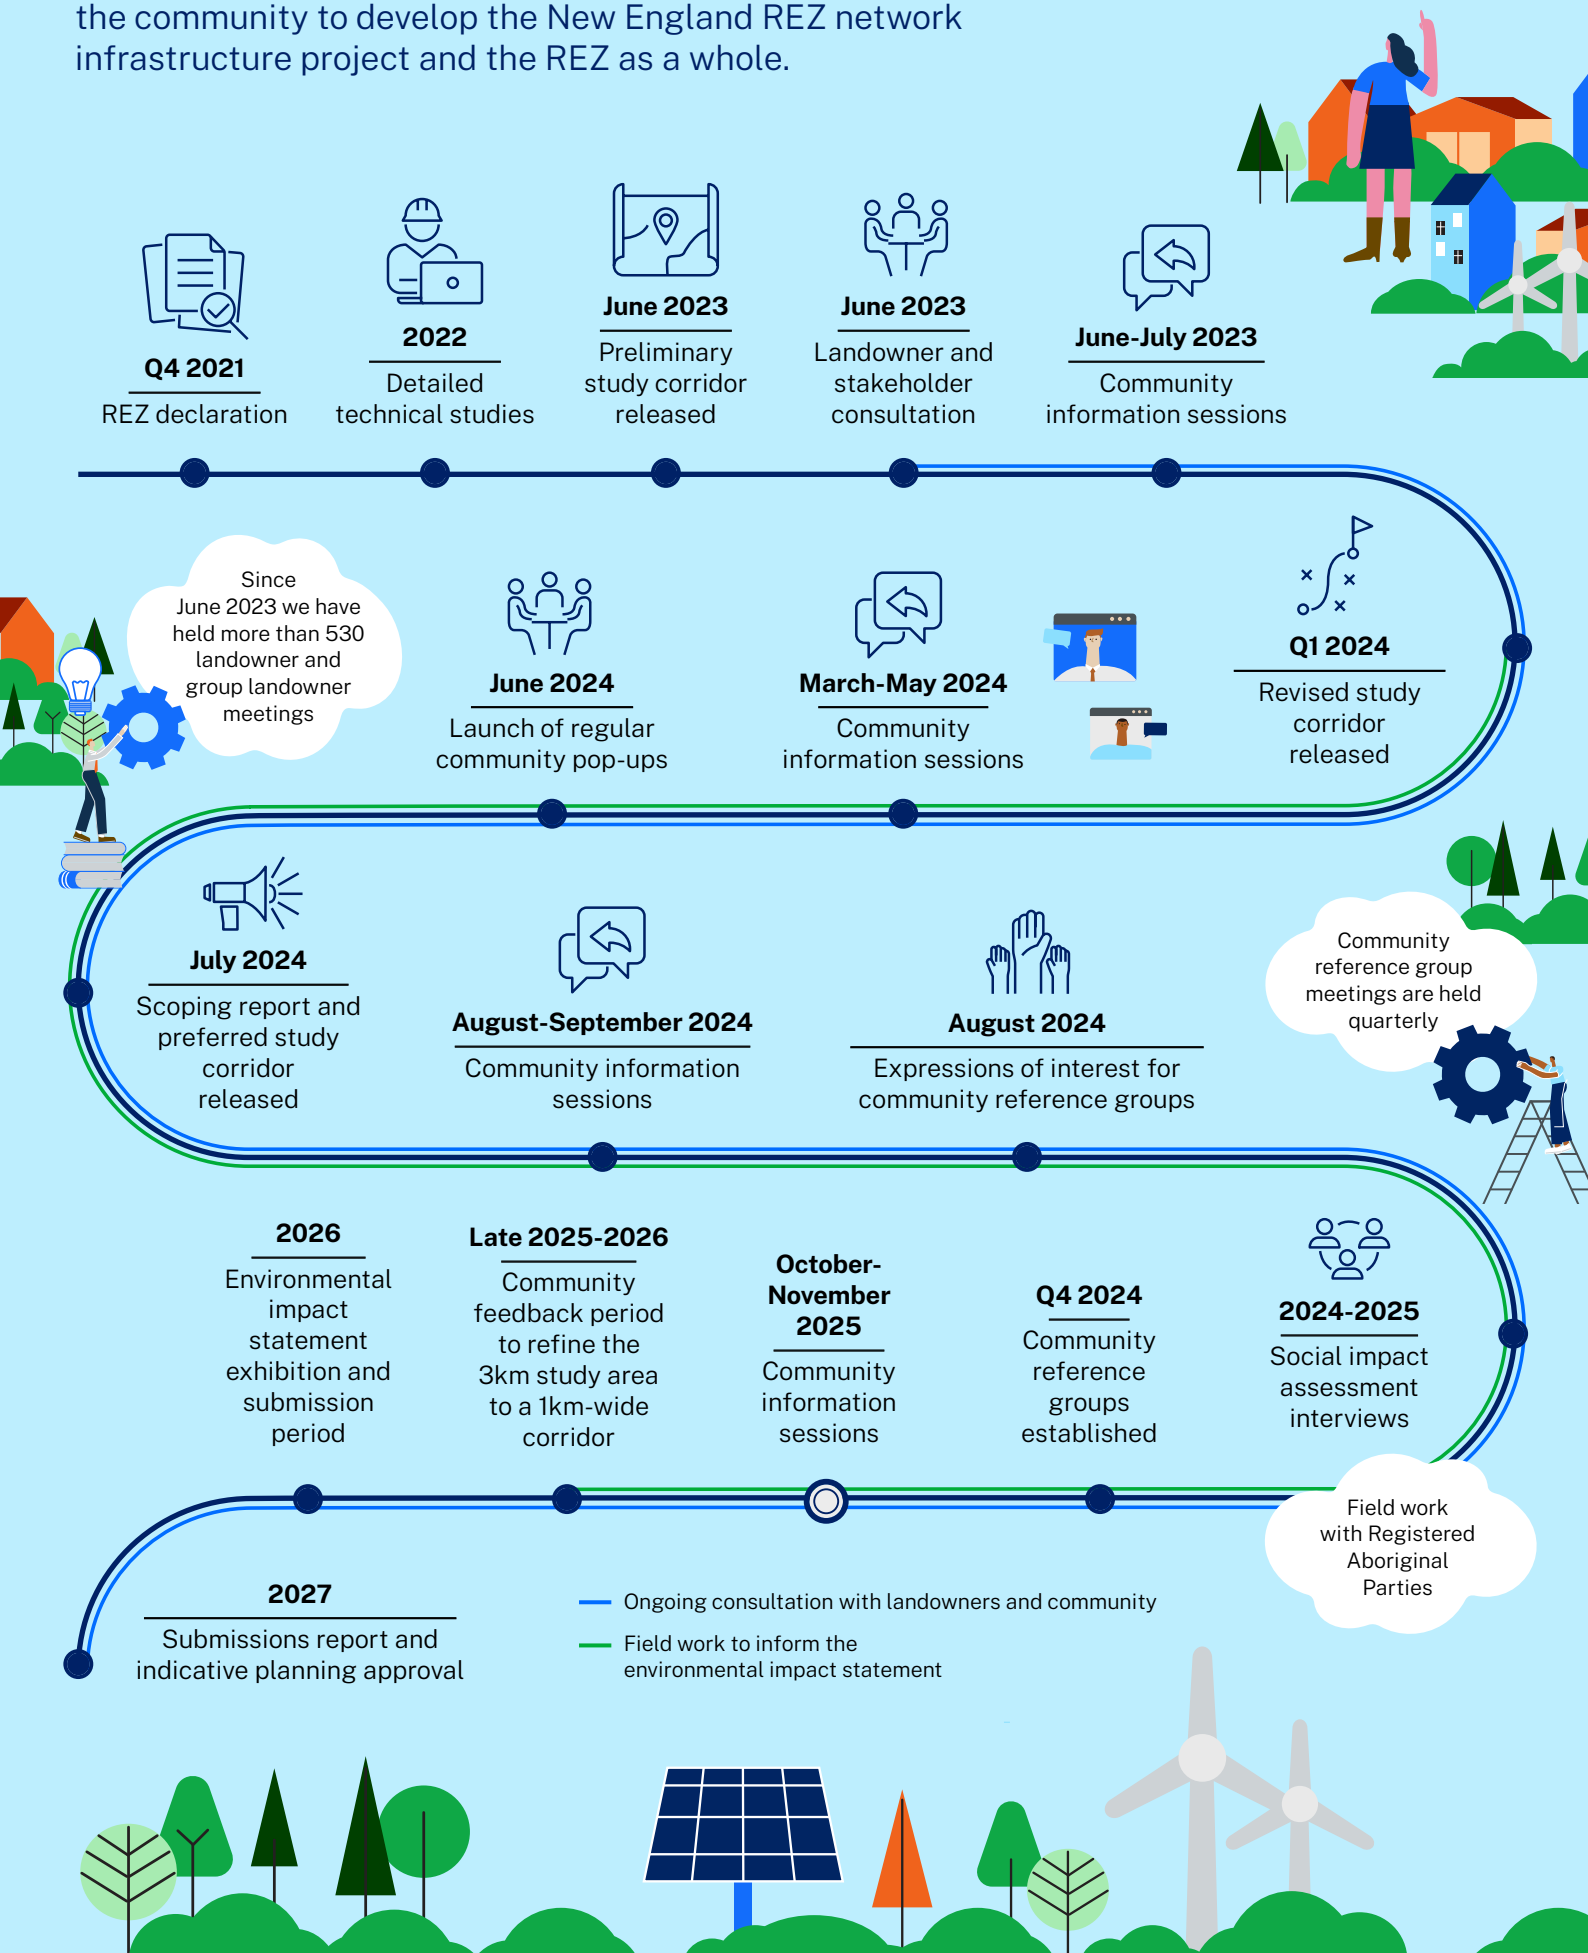 the community to develop the New England REZ network
infrastructure project and the REZ as a whole.
Q4 2021
REZ declaration
2022
Detailed
technical studies
June 2023
Preliminary
study corridor
released
June 2023
Landowner and
stakeholder
consultation
June-July 2023
Community
information sessions
Q1 2024
Revised study
corridor
released
March-May 2024
Community
information sessions
June 2024
Launch of regular
community pop-ups
Since
June 2023 we have
held more than 530
landowner and
group landowner
meetings
July 2024
Scoping report and
preferred study
corridor
released
August-September 2024
Community information
sessions
August 2024
Expressions of interest for
community reference groups
Community
reference group
meetings are held
quarterly
2024-2025
Social impact
assessment
interviews
Q4 2024
Community
reference
groups
established
October-
November
2025
Community
information
sessions
Late 2025-2026
Community
feedback period
to refine the
3km study area
to a 1km-wide
corridor
2026
Environmental
impact
statement
exhibition and
submission
period
Field work
with Registered
Aboriginal
Parties
2027
Submissions report and
indicative planning approval
Ongoing consultation with landowners and community
Field work to inform the
environmental impact statement